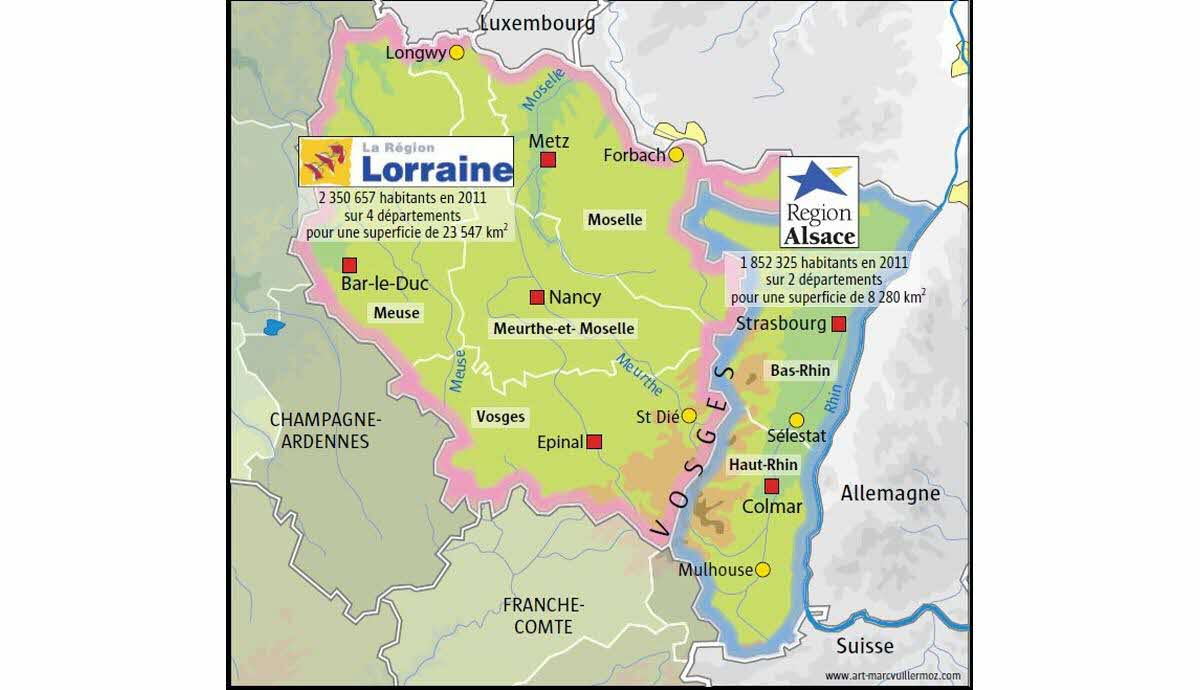 Luxembourg
Longwy
Moselle
Metz
Forbach
La Région
Lorraine
2 350 657 habitants en 2011
sur 4 départements
pour une superficie de 23 547 km²
Moselle
Region
Alsace
1 852 325 habitants en 2011
sur 2 départements
pour une superficie de 8 280 km²
Bar-le-Duc
Meuse
Nancy
Meurthe-et- Moselle
Strasbourg
Meuse
Meurthe
Bas-Rhin
Rhin
VOSGES
Vosges
St Dié
Epinal
Sélestat
CHAMPAGNE-
ARDENNES
Haut-Rhin
Colmar
Allemagne
Mulhouse
FRANCHE-
COMTE
Suisse
www.art-marcvuillermoz.com